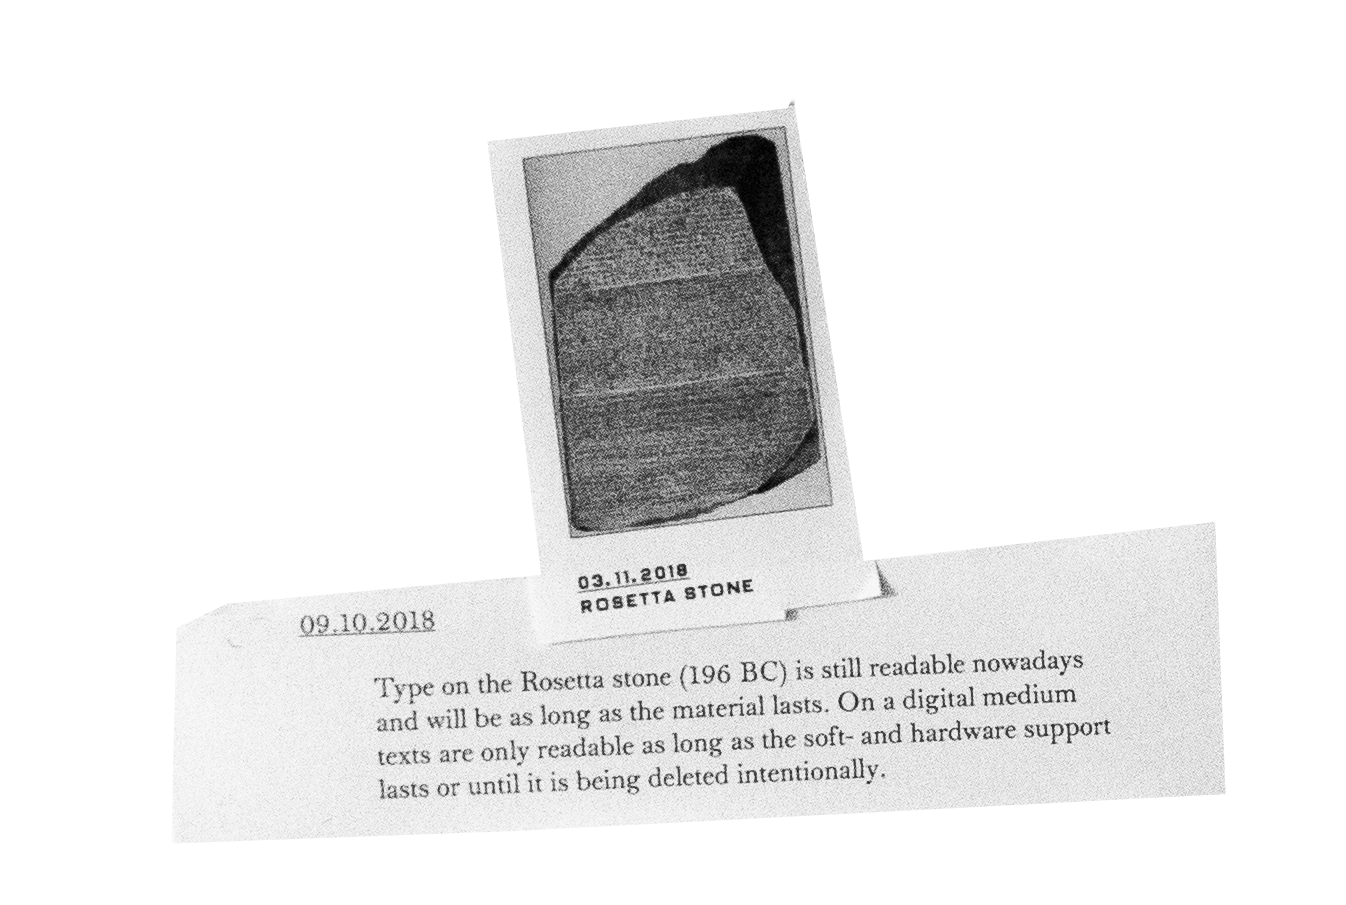 03.11.2018
ROSETTA STONE
09.10.2018
Type on the Rosetta stone (196 BC) is still readable nowadays
and will be as long as the material lasts. On a digital medium
texts are only readable as long as the soft- and hardware support
lasts or until it is being deleted intentionally.